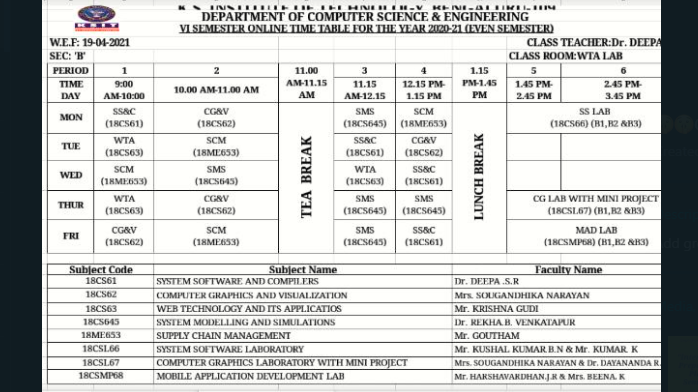 K.S. INSTITUTE OF TECHNOLOGY, BENGALURU-109
DEPARTMENT OF COMPUTER SCIENCE & ENGINEERING
VI SEMESTER ONLINE TIME TABLE FOR THE YEAR 2020-21 (EVEN SEMESTER)
W.E.F: 19-04-2021 CLASS TEACHER:Dr. DEEPA
SEC: 'B' CLASS ROOM:WTA LAB
PERIOD 1 2 11.00 AM-11.15 AM 3 4 1.15 PM-1.45 PM 5 6
TIME DAY 9:00 AM-10:00 10.00 AM-11.00 AM 11.15 AM-12.15 12.15 PM-1.15 PM 1.45 PM-2.45 PM 2.45 PM-3.45 PM
TEA BREAK
LUNCH BREAK
MON SS&C (18CS61) CG&V (18CS62) SMS (18CS645) SCM (18ME653) SS LAB (18CS66) (B1,B2 &B3)
TUE WTA (18CS63) SCM (18ME653) SS&C (18CS61) CG&V (18CS62)
WED SCM (18ME653) SMS (18CS645) WTA (18CS63) SS&C (18CS61)
THUR WTA (18CS63) CG&V (18CS62) SMS (18CS645) SMS (18CS645) CG LAB WITH MINI PROJECT (18CSL67) (B1,B2 &B3)
FRI CG&V (18CS62) SCM (18ME653) SMS (18CS645) SS&C (18CS61) MAD LAB (18CSMP68) (B1,B2 &B3)
Subject Code Subject Name Faculty Name
18CS61 SYSTEM SOFTWARE AND COMPILERS Dr. DEEPA .S.R
18CS62 COMPUTER GRAPHICS AND VISUALIZATION Mrs. SOUGANDHIKA NARAYAN
18CS63 WEB TECHNOLOGY AND ITS APPLICATIOS Mr. KRISHNA GUDI
18CS645 SYSTEM MODELLING AND SIMULATIONS Dr. REKHA.B. VENKATAPUR
18ME653 SUPPLY CHAIN MANAGEMENT Mr. GOUTHAM
18CSL66 SYSTEM SOFTWARE LABORATORY Mr. KUSHAL KUMAR.B.N & Mr. KUMAR. K
18CSL67 COMPUTER GRAPHICS LABORATORY WITH MINI PROJECT Mrs. SOUGANDHIKA NARAYAN & Dr. DAYANANDA R.
18CSMP68 MOBILE APPLICATION DEVELOPMENT LAB Mr. HARSHAVARDHAN.J.R & Mrs. BEENA. K